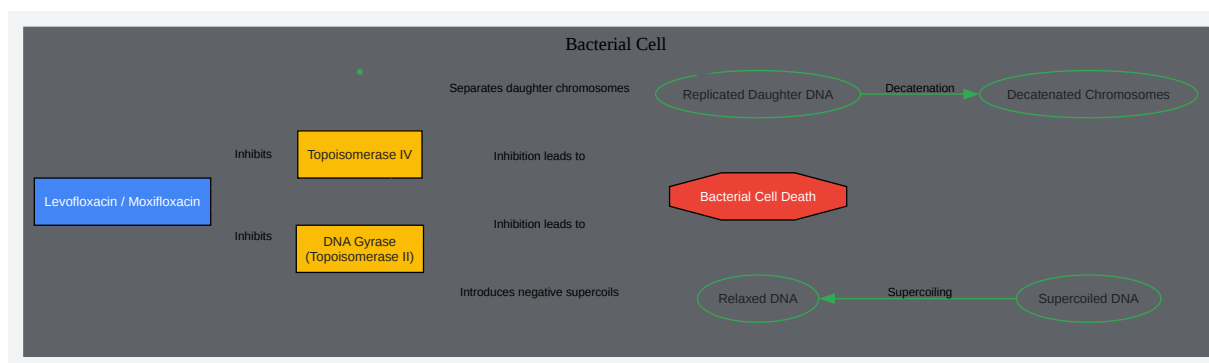 Bacterial Cell
Separates daughter chromosomes
Replicated Daughter DNA
Decatenation
Decatenated Chromosomes
Inhibits
Topoisomerase IV
Inhibition leads to
Levofloxacin / Moxifloxacin
Bacterial Cell Death
Inhibits
DNA Gyrase
(Topoisomerase II)
Inhibition leads to
Introduces negative supercoils
Relaxed DNA
Supercoiling
Supercoiled DNA